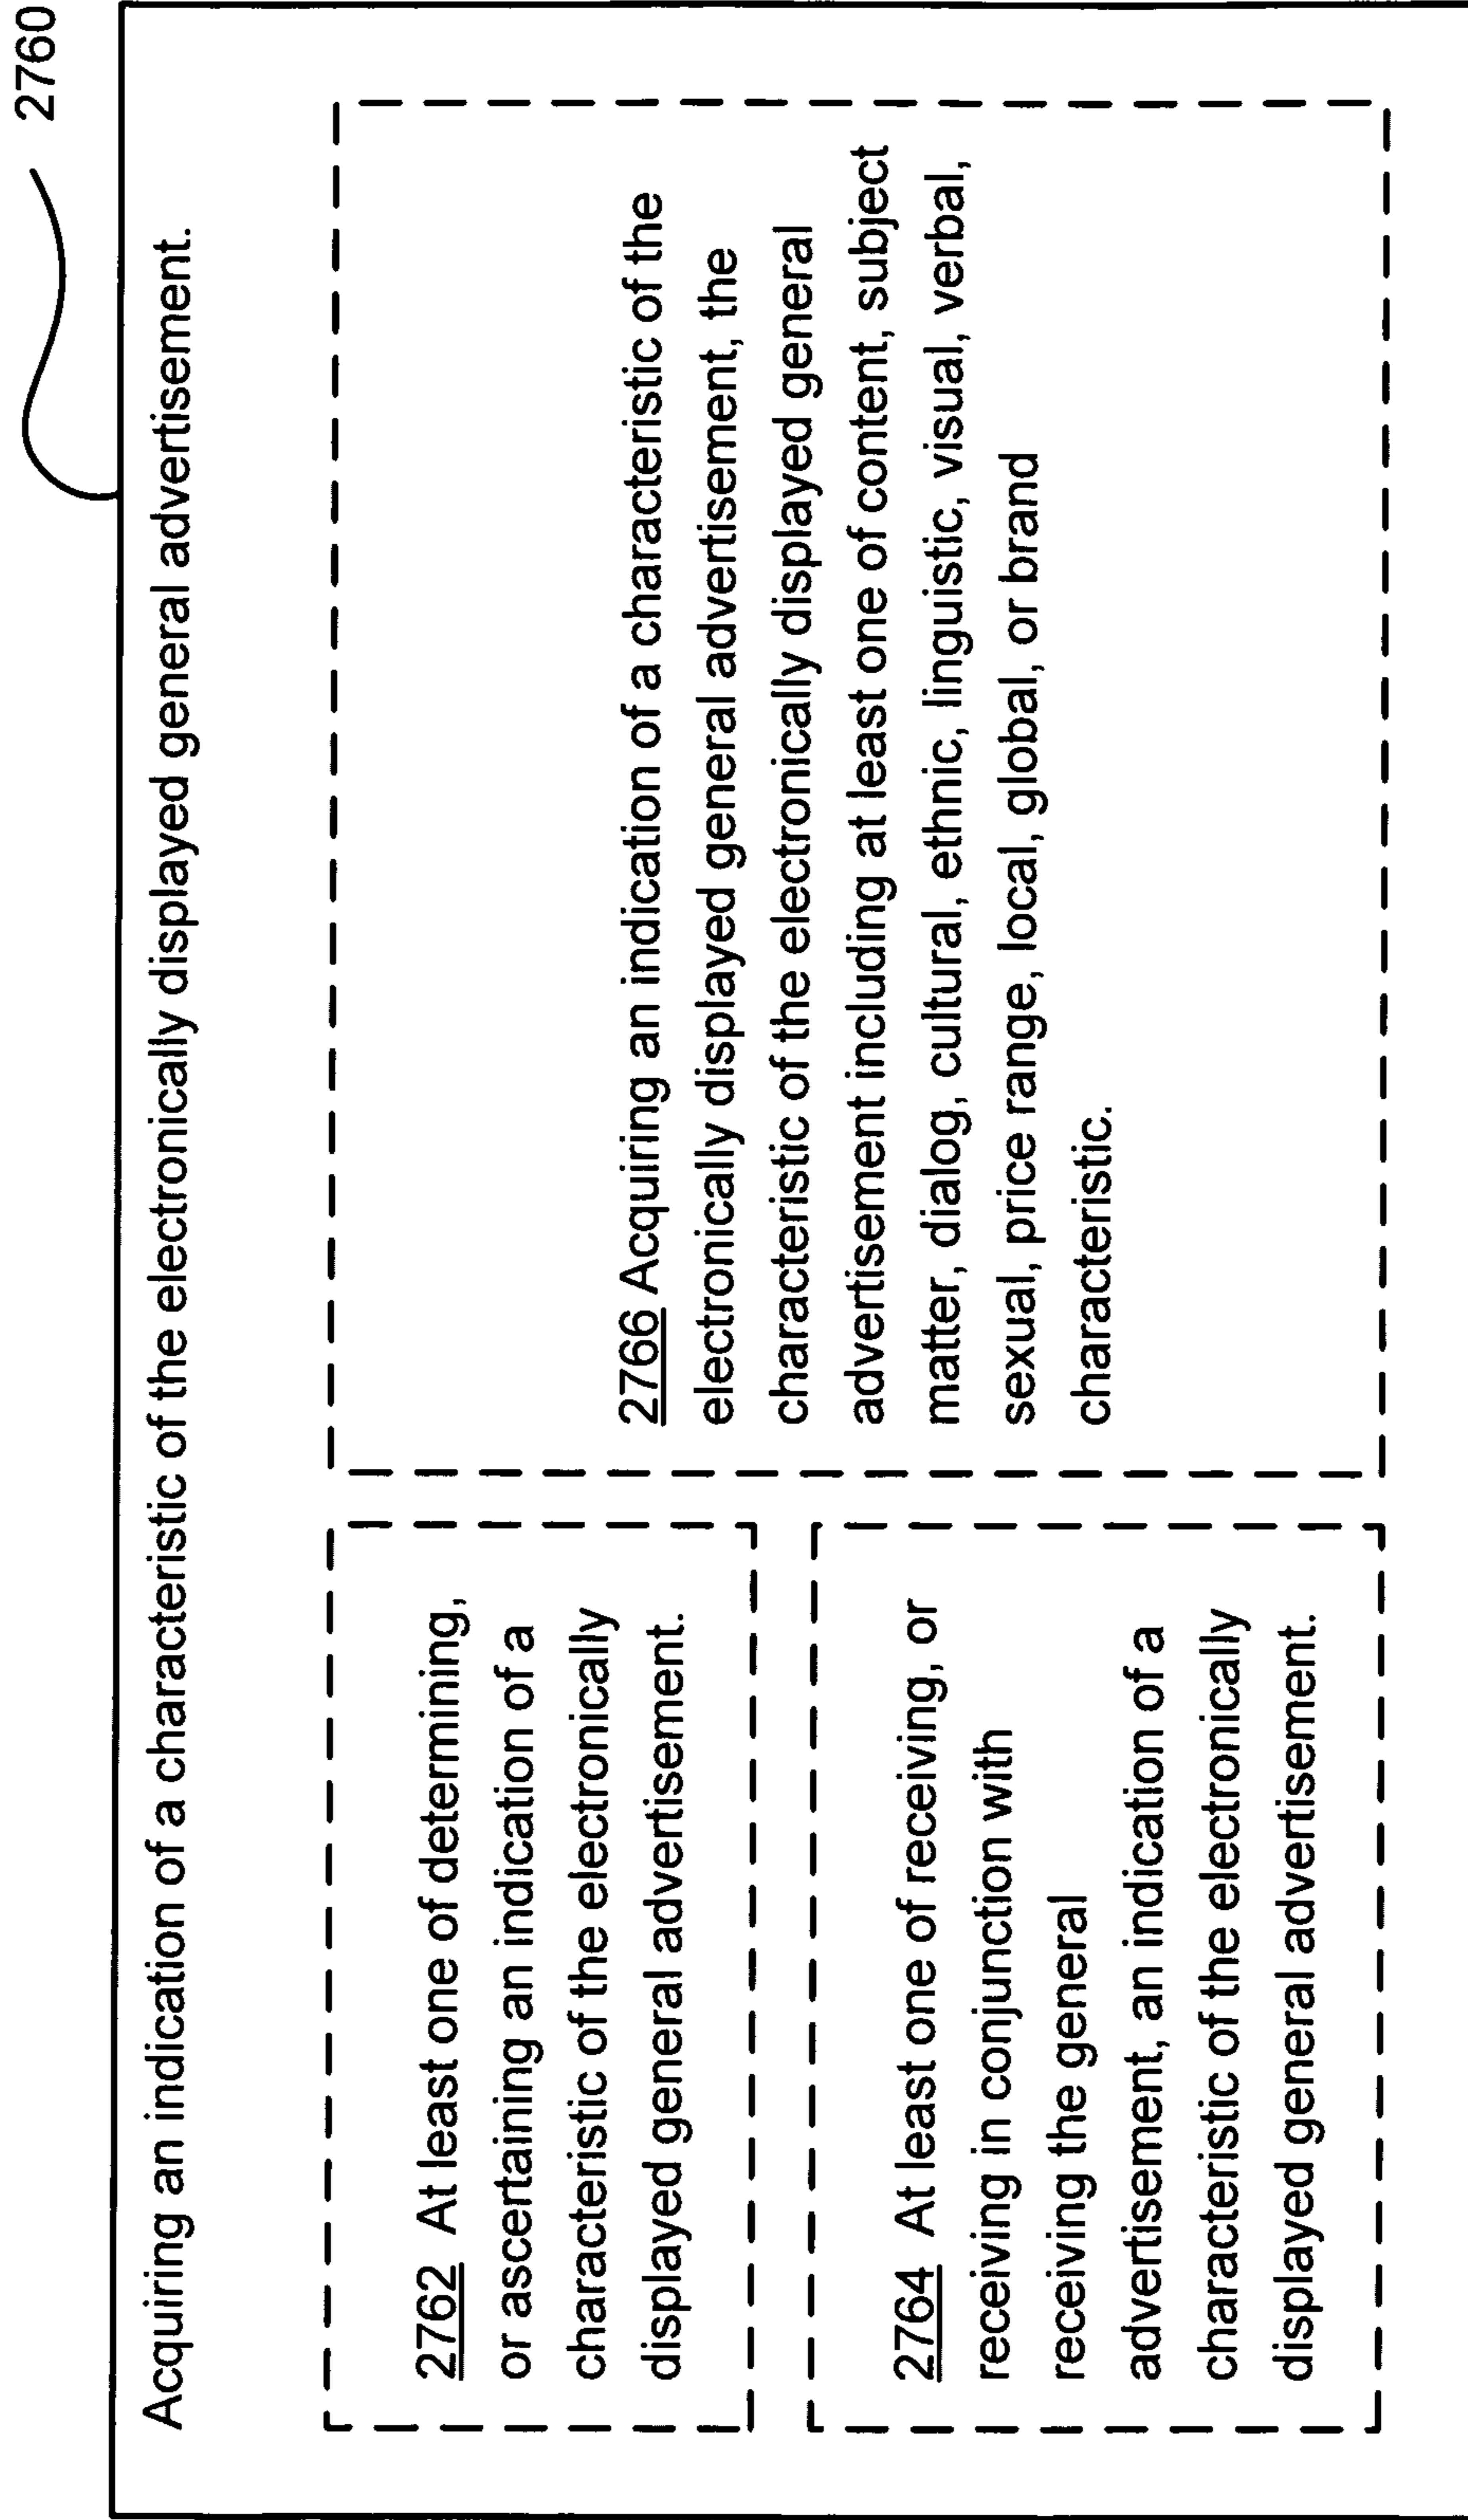 2760
Acquiring an indication of a characteristic of the electronically displayed general advertisement.
2762 At least one of determining,
or ascertaining an indication of a
characteristic of the electronically
displayed general advertisement.
2764 At least one of receiving, or
receiving in conjunction with
receiving the general
advertisement, an indication of a
characteristic of the electronically
displayed general advertisement.
2766 Acquiring an indication of a characteristic of the
electronically displayed general advertisement, the
characteristic of the electronically displayed general
advertisement including at least one of content, subject
matter, dialog, cultural, ethnic, linguistic, visual, verbal,
sexual, price range, local, global, or brand
characteristic.